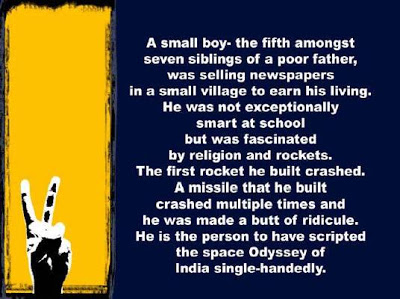 A small boy- the fifth amongst
seven siblings of a poor father,
was selling newspapers
in a small village to earn his living.
He was not exceptionally
smart at school
but was fascinated
by religion and rockets.
The first rocket he built crashed.
A missile that he built
crashed multiple times and
he was made a butt of ridicule.
He is the person to have scripted
the space Odyssey of
India single-handedly.